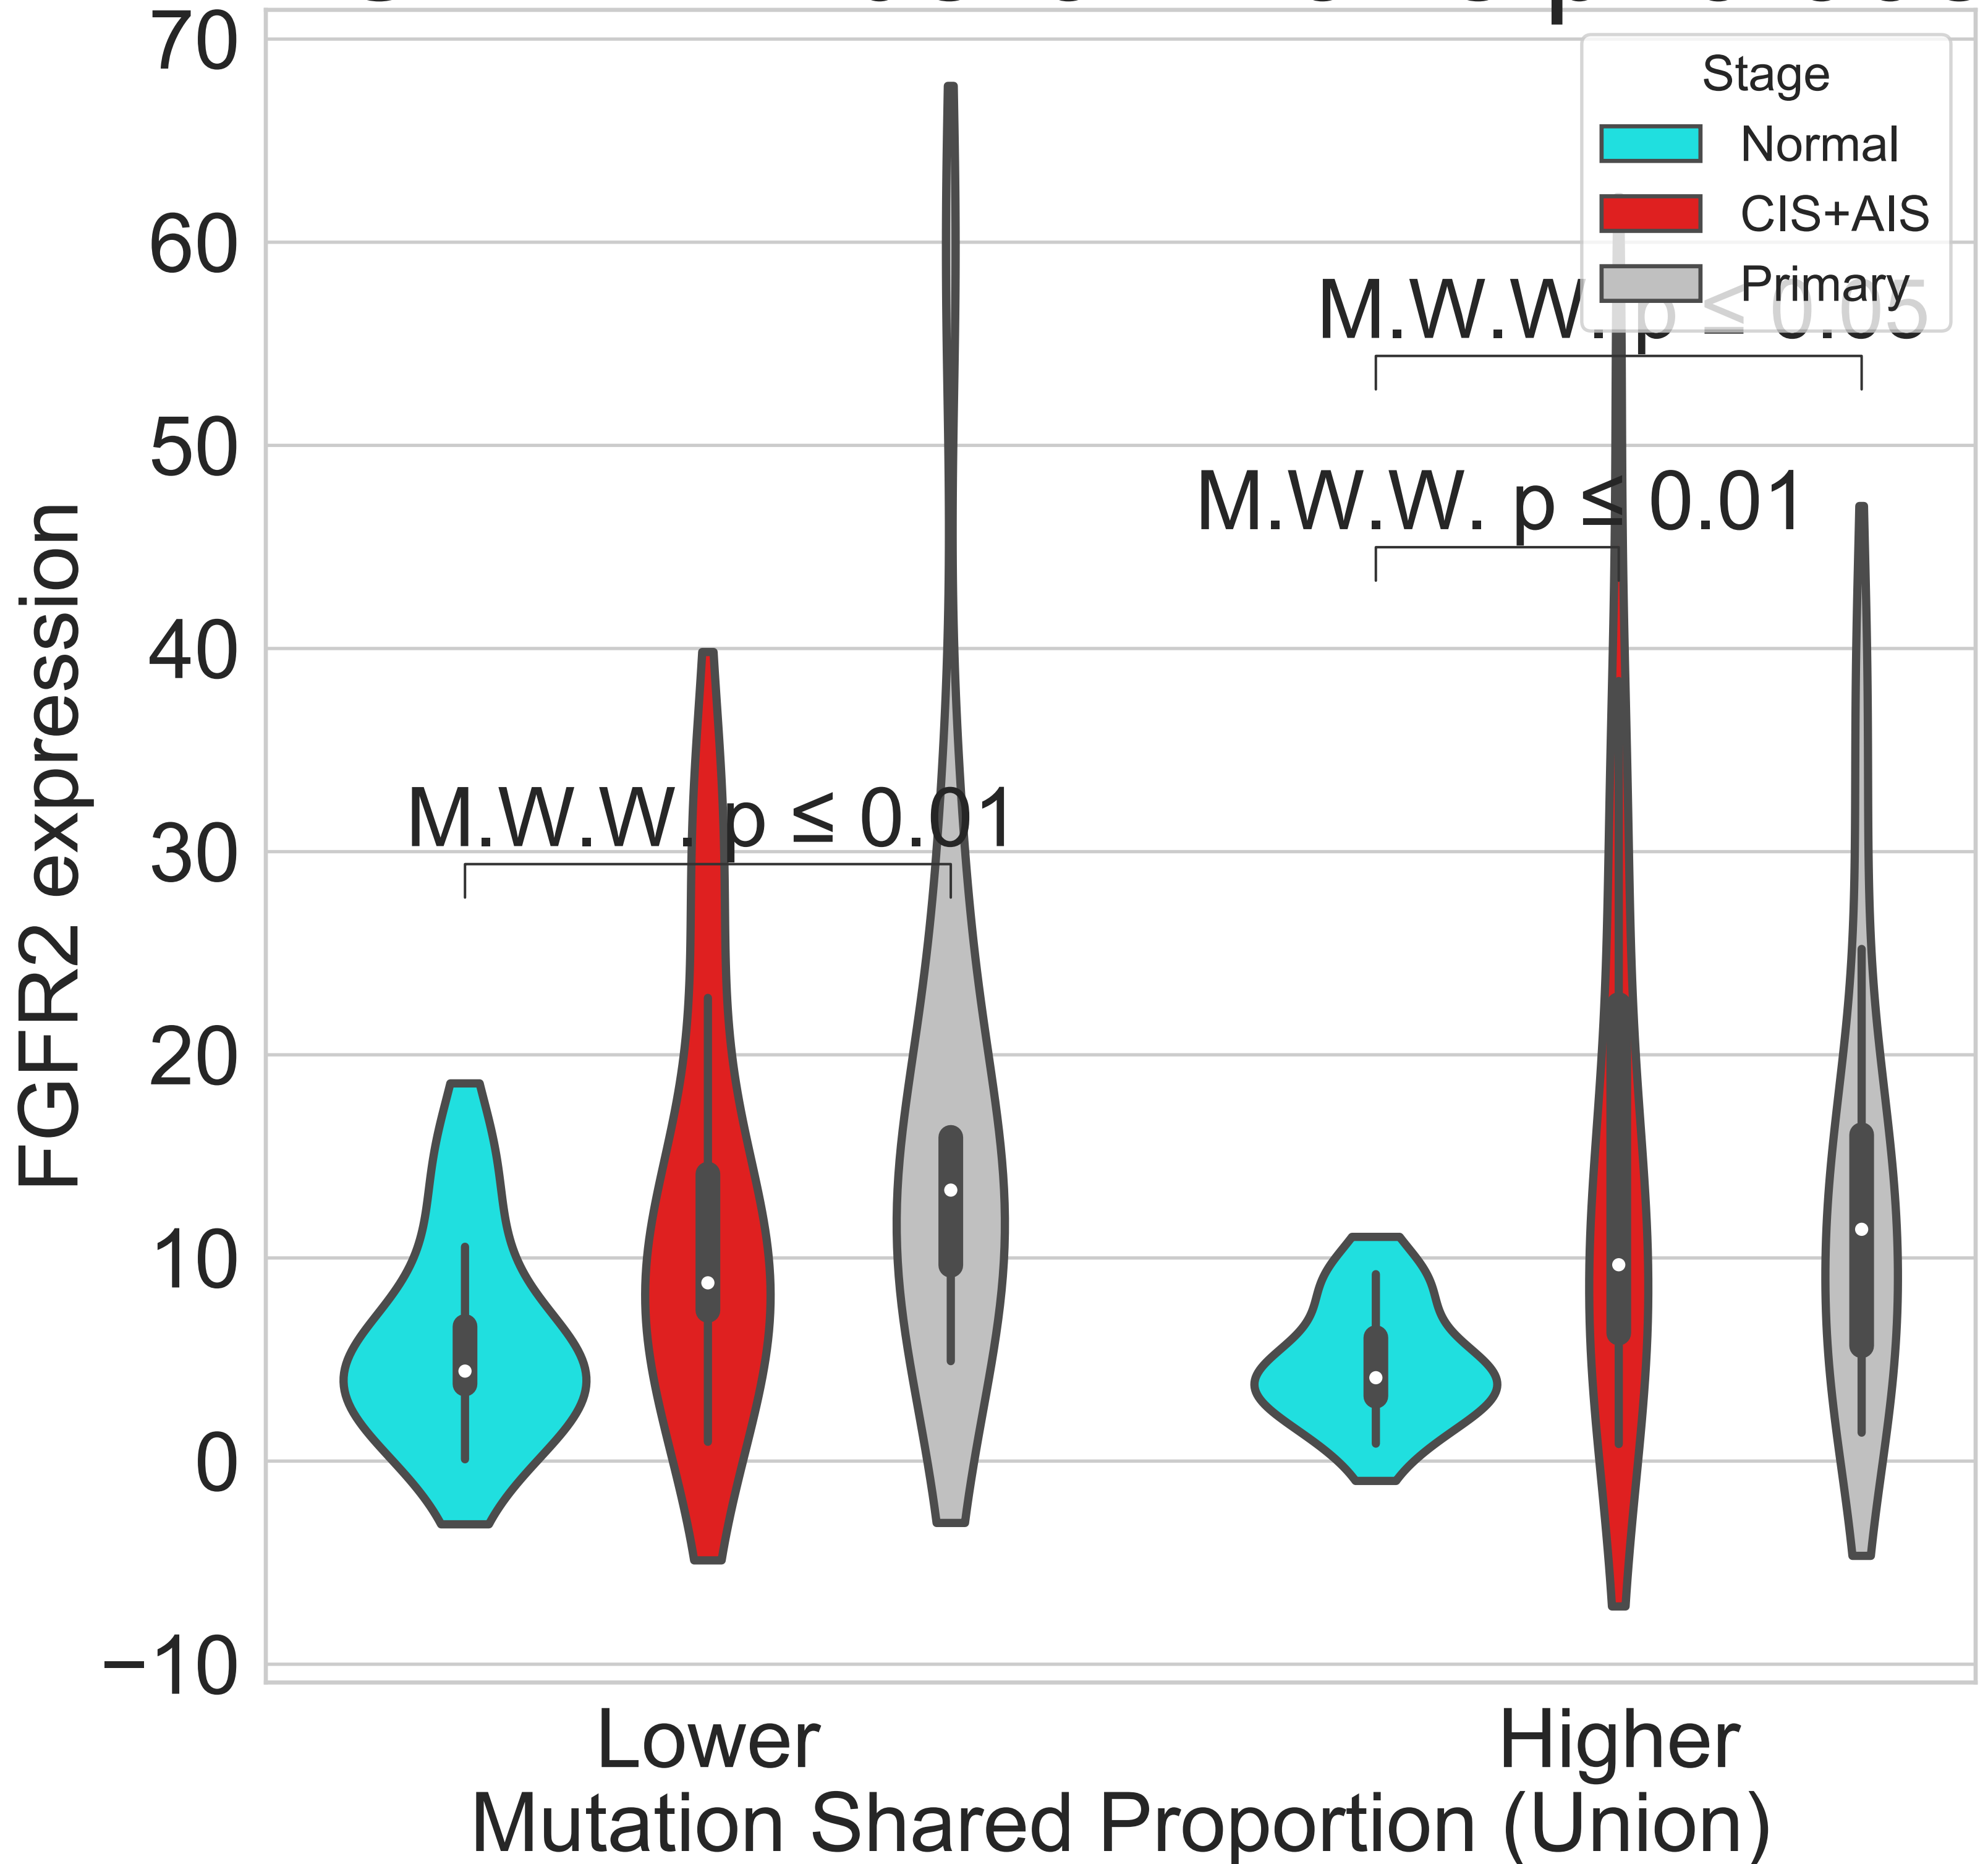 70
Stage
Normal
CIS+AIS
60
Primary
M.W.W. p ≤ 0.05
50
M.W.W. p ≤ 0.01
40
M.W.W. p ≤ 0.01
30
20
10
0
−10
FGFR2 expression
Lower
Higher
Mutation Shared Proportion (Union)